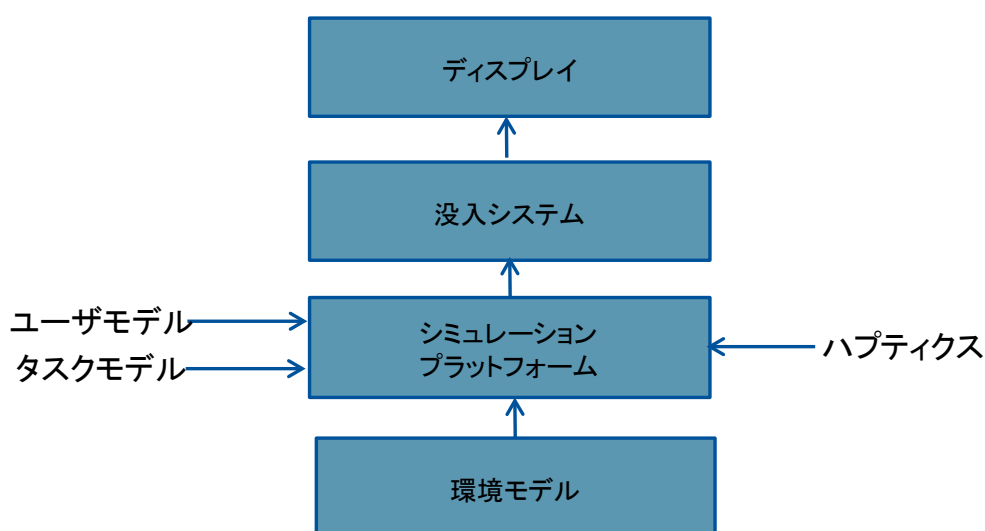 ディスプレイ
没入システム
ユーザモデル
タスクモデル
シミュレーション
プラットフォーム
ハプティクス
環境モデル